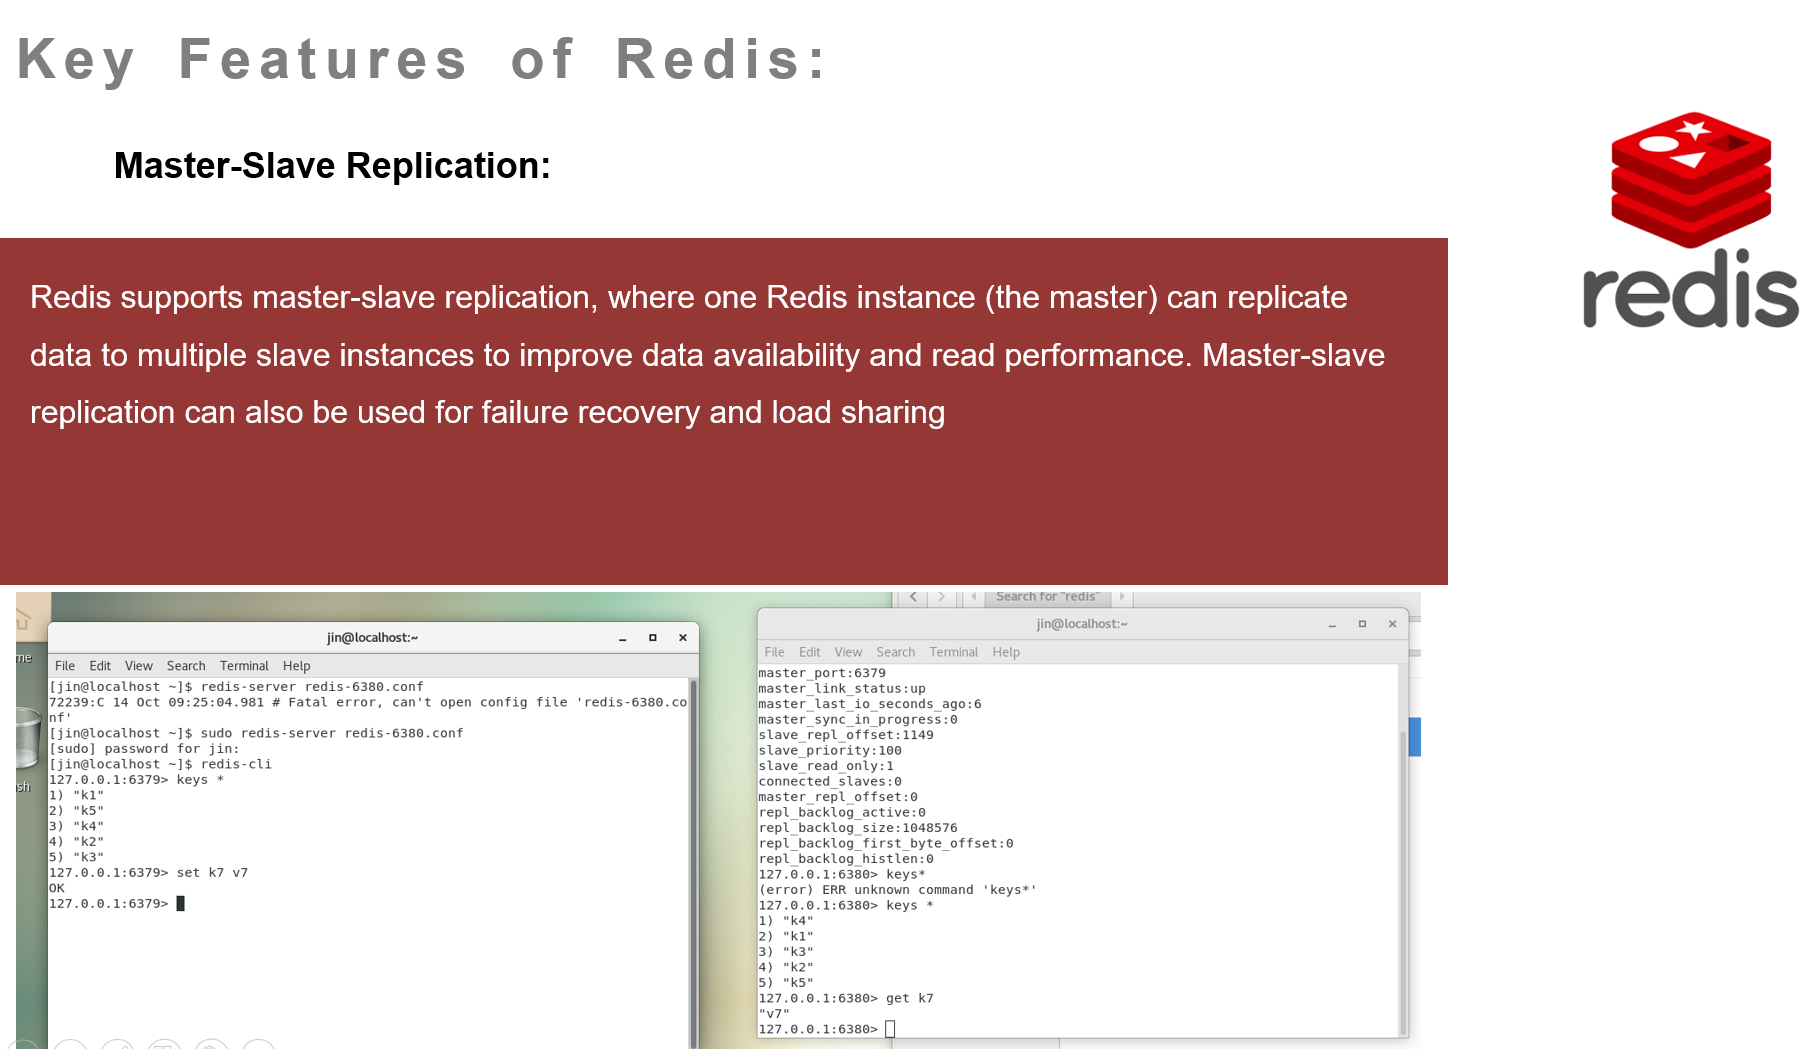 Key Features of Redis:
Master-Slave Replication:
redis
Redis supports master-slave replication, where one Redis instance (the master) can replicate
data to multiple slave instances to improve data availability and read performance. Master-slave
replication can also be used for failure recovery and load sharing
me
sh
jin@localhost:~
File Edit View Search Terminal Help
[jin@localhost ~]$ redis-server redis-6380.conf
72239:C 14 Oct 09:25:04.981 # Fatal error, can't open config file 'redis-6380.co
nf'
[jin@localhost ~]$ sudo redis-server redis-6380.conf
[sudo] password for jin:
[jin@localhost ~]$ redis-cli
127.0.0.1:6379> keys *
1) "k1"
2) "k5"
3) "k4"
4) "k2"
5) "k3"
127.0.0.1:6379> set k7 v7
OK
127.0.0.1:6379>
Search for "redis"
jin@localhost:~
File Edit View Search Terminal Help
master_port:6379
master_link_status:up
master_last_io_seconds_ago:6
master_sync_in_progress:0
slave_repl_offset:1149
slave_priority:100
slave_read_only:1
connected_slaves:0
master_repl_offset:0
repl_backlog_active:0
repl_backlog_size:1048576
repl_backlog_first_byte_offset:0
repl_backlog_histlen:0
127.0.0.1:6380> keys*
(error) ERR unknown command 'keys*'
127.0.0.1:6380> keys *
1) "k4"
2) "k1"
3) "k3"
4) "k2"
5) "k5"
127.0.0.1:6380> get k7
"v7"
127.0.0.1:6380>